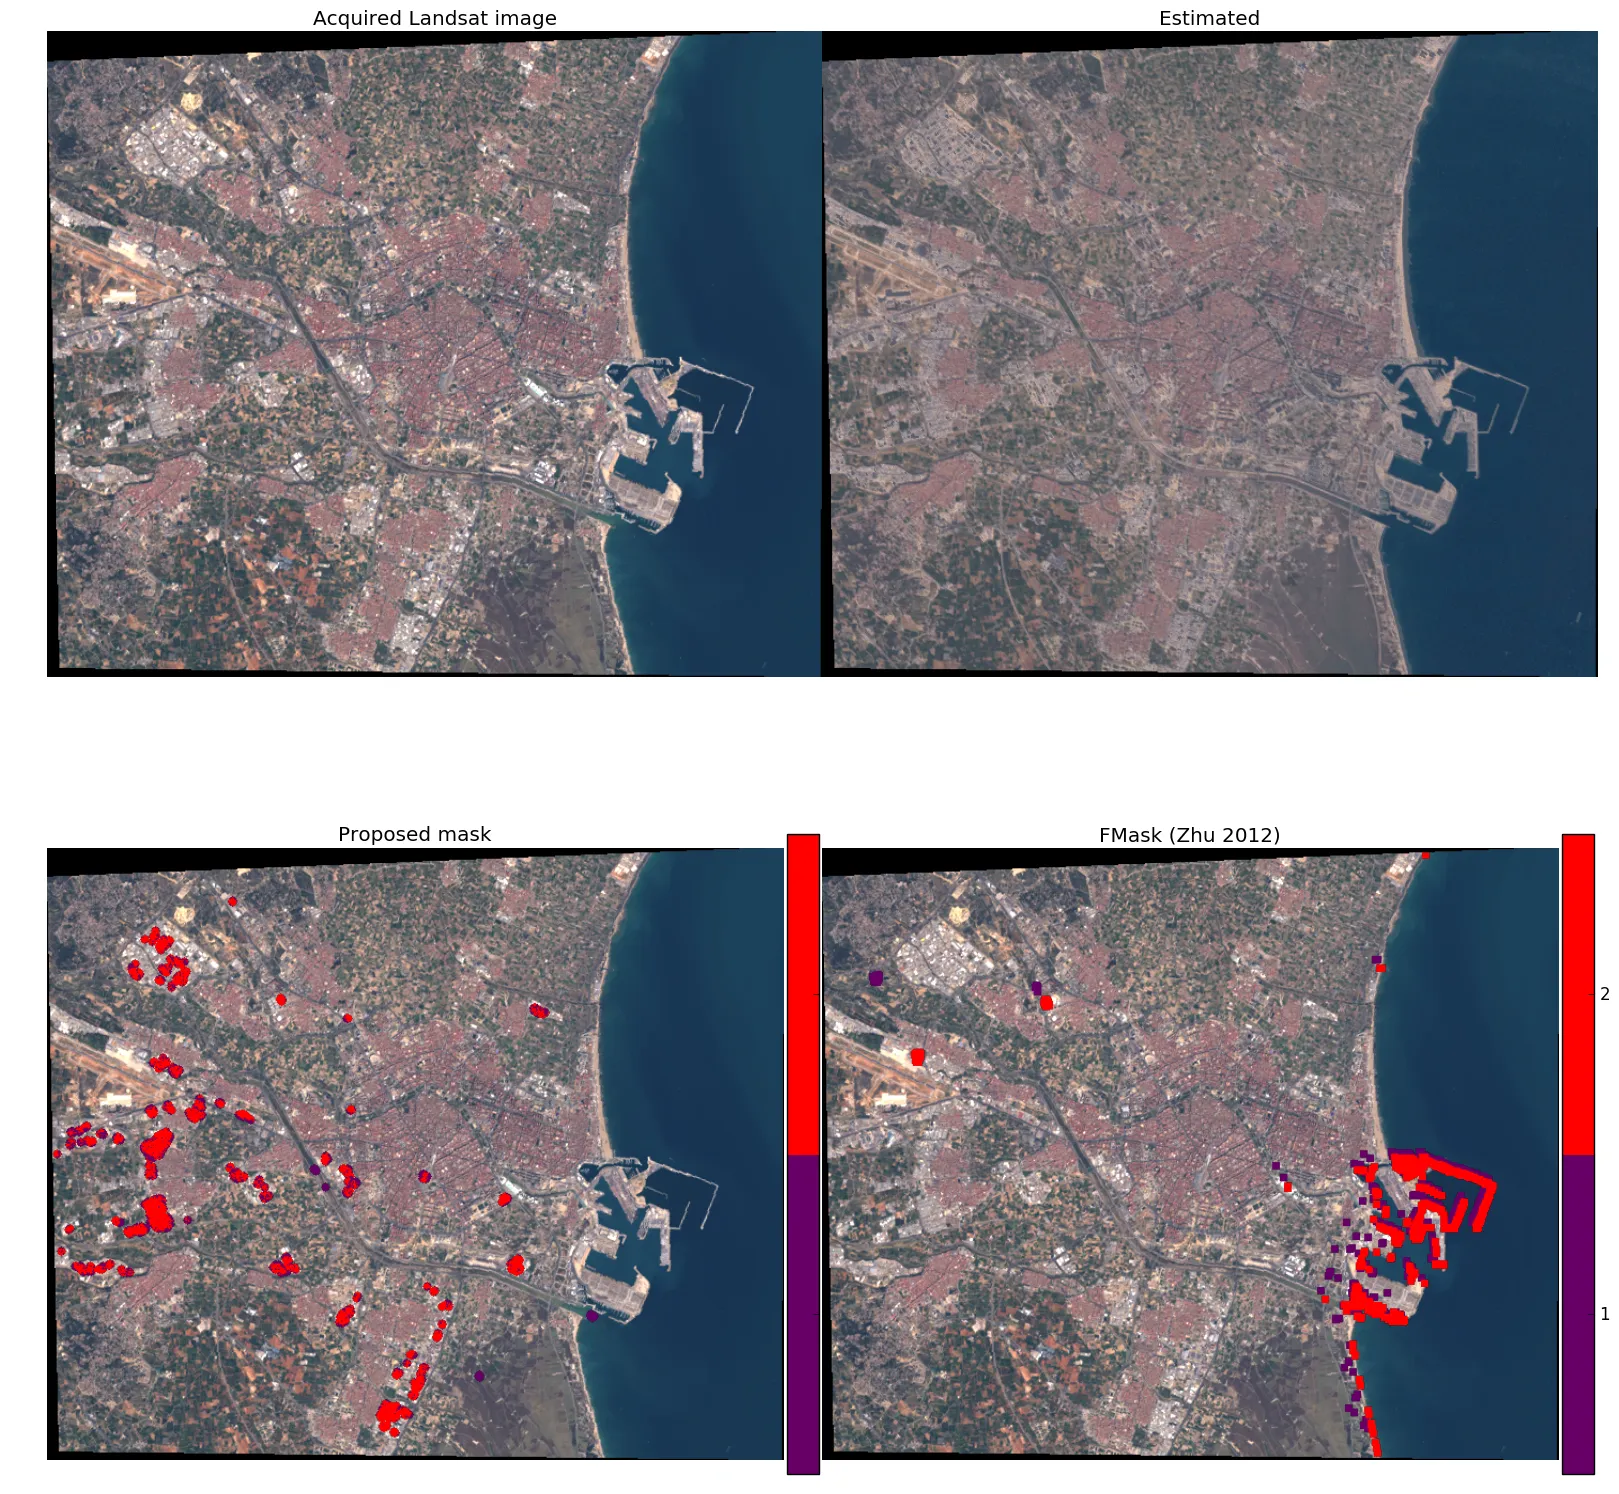 Acquired Landsat image
Estimated
Proposed mask
FMask (Zhu 2012)
2
1